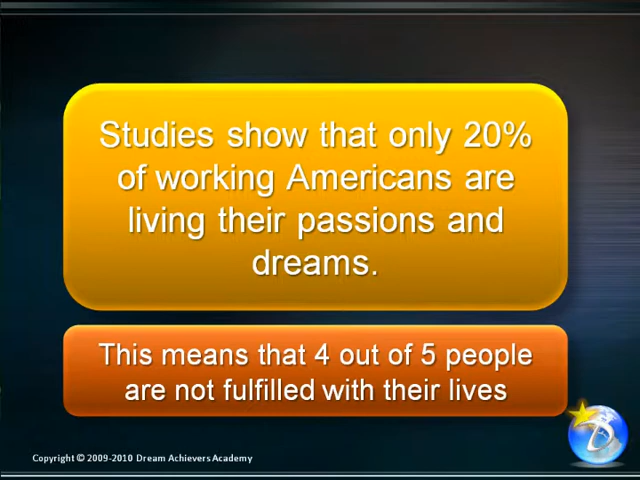 Studies show that only 20%
of working Americans are
living their passions and
dreams.
This means that 4 out of 5 people
are not fulfilled with their lives
Copyright © 2009-2010 Dream Achievers Academy